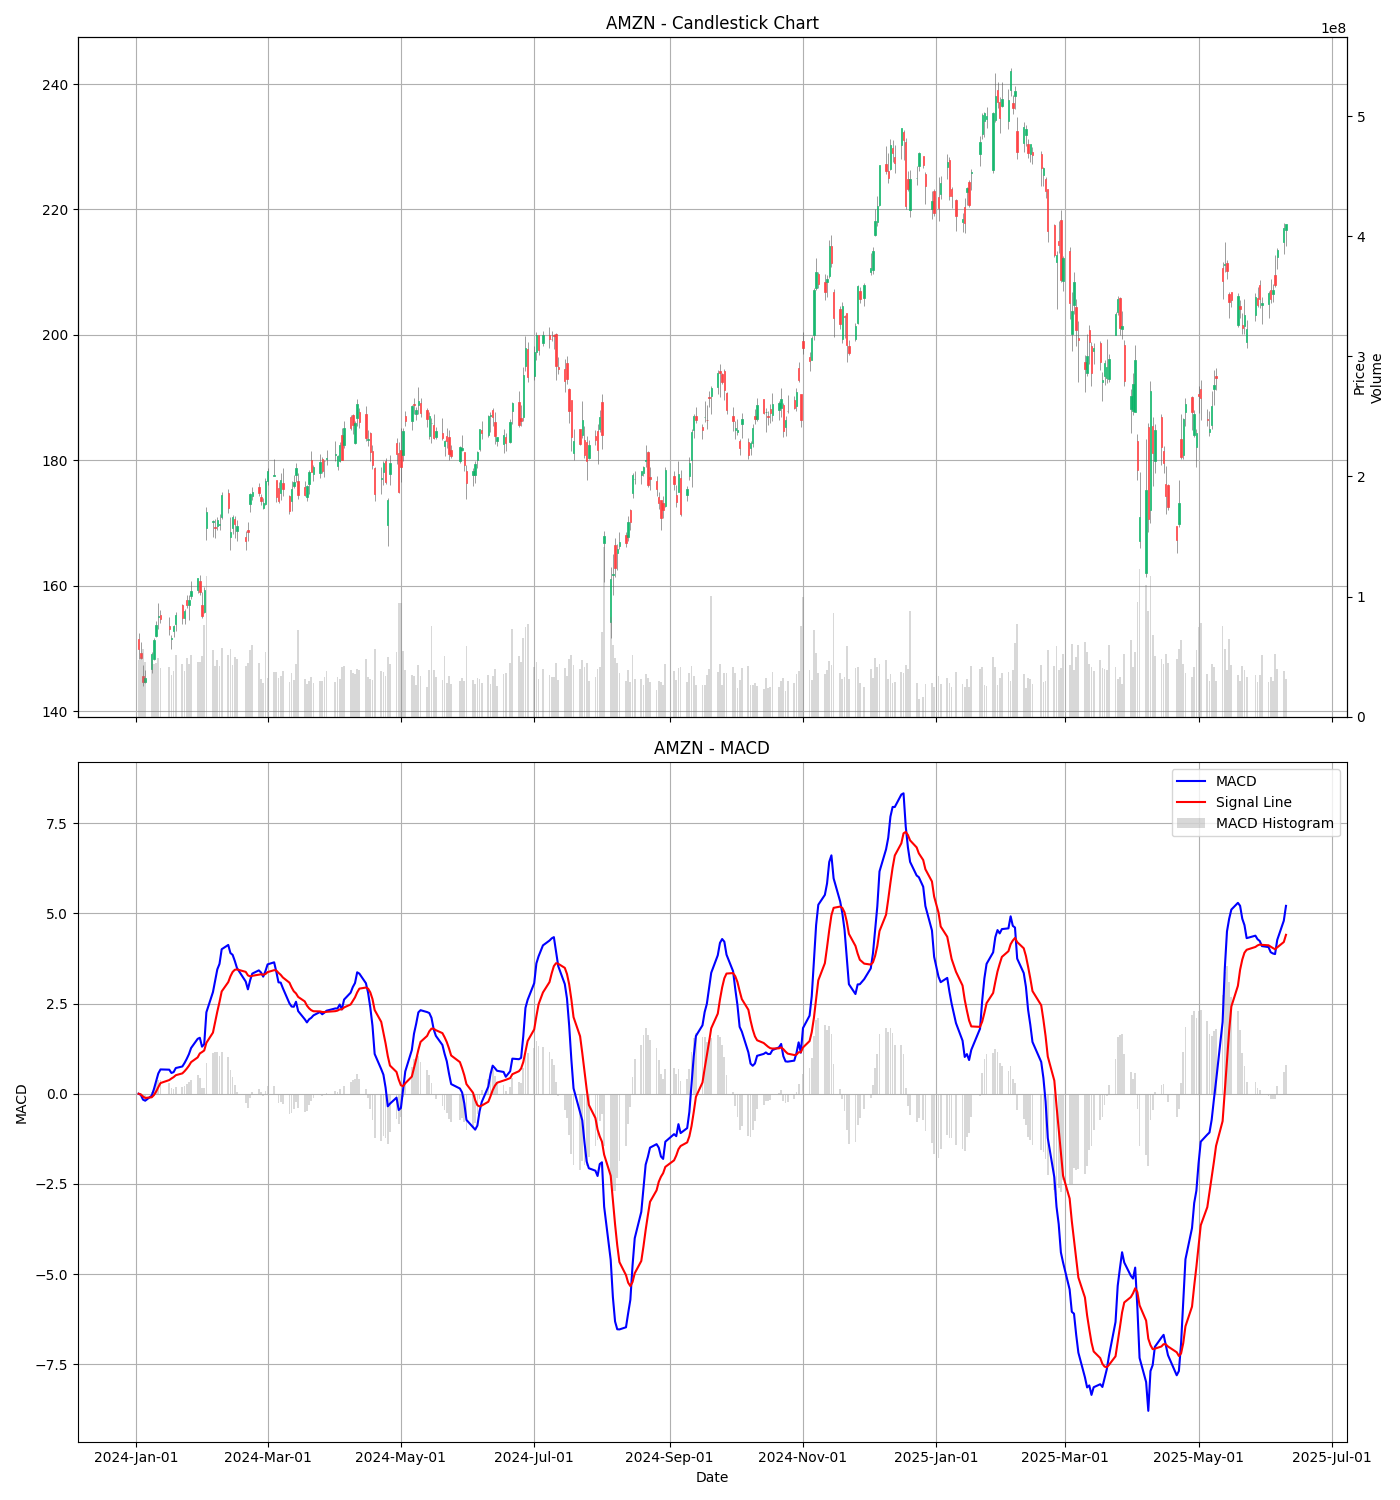 AMZN - Candlestick Chart
1e8
240
220
200
180
160
140
5
4
3
2
1
0
Price
Volume
AMZN - MACD
MACD
Signal Line
MACD Histogram
7.5
5.0
2.5
0.0
−2.5
−5.0
−7.5
MACD
2024-Jan-01
2024-Mar-01
2024-May-01
2024-Jul-01
2024-Sep-01
2024-Nov-01
2025-Jan-01
2025-Mar-01
2025-May-01
2025-Jul-01
Date